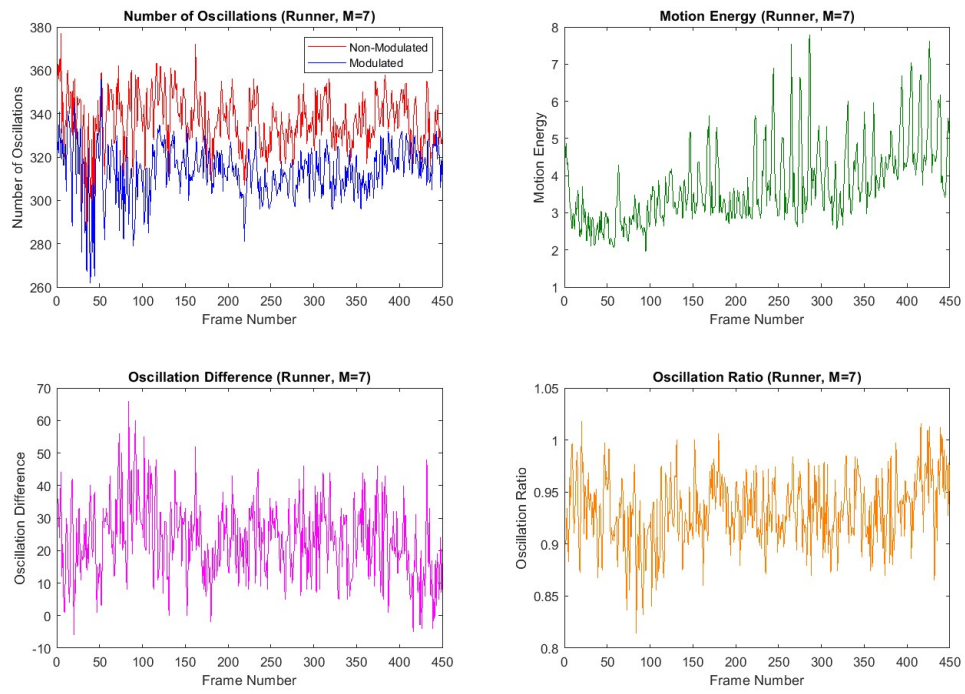 Number of Oscillations (Runner, M=7)
380
360
340
320
300
280
260
Number of Oscillations
Non-Modulated
Modulated
0 50 100 150 200 250 300 350 400 450
Frame Number
Motion Energy (Runner, M=7)
8
7
6
5
4
3
2
1
Motion Energy
0 50 100 150 200 250 300 350 400 450
Frame Number
Oscillation Difference (Runner, M=7)
70
60
50
40
30
20
10
0
-10
Oscillation Difference
0 50 100 150 200 250 300 350 400 450
Frame Number
Oscillation Ratio (Runner, M=7)
1.05
1
0.95
0.9
0.85
0.8
Oscillation Ratio
0 50 100 150 200 250 300 350 400 450
Frame Number